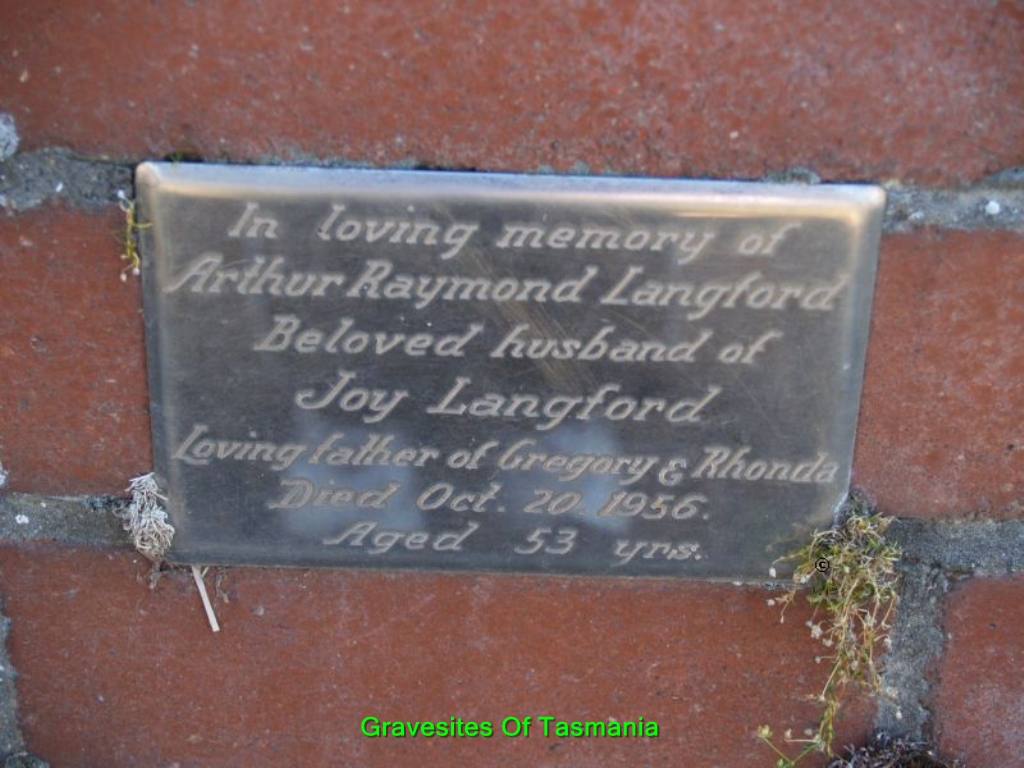 In loving memory of
Arthur Raymond Langford
Beloved husband of
Joy Langford
Loving father of Gregory & Rhonda
Died Oct. 20. 1956.
Aged 53 yrs.
©
Gravesites Of Tasmania